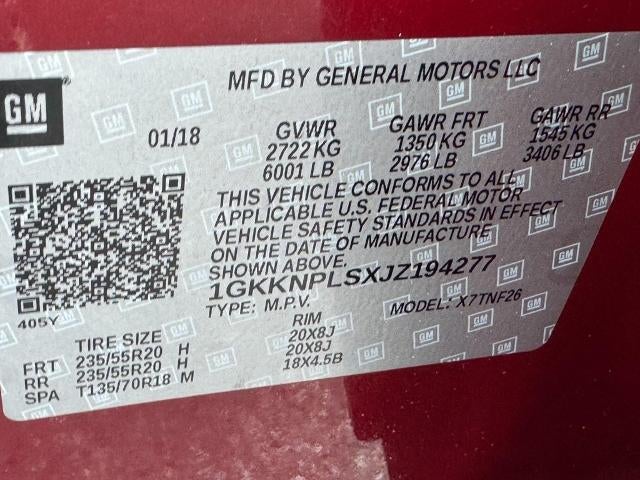 GM
MFD BY GENERAL MOTORS LLC
01/18
GVWR GAWR FRT GAWR RR
2722 KG 1350 KG 1545 KG
6001 LB 2976 LB 3406 LB
THIS VEHICLE CONFORMS TO ALL
APPLICABLE U.S. FEDERAL MOTOR
VEHICLE SAFETY STANDARDS IN EFFECT
ON THE DATE OF MANUFACTURE
SHOWN ABOVE.
1GKKNPLSXJZ194277
TYPE: M.P.V. MODEL: X7TNF26
405Y
TIRE SIZE RIM
FRT 235/55R20 H 20X8J
RR 235/55R20 H 20X8J
SPA T135/70R18 M 18X4.5B